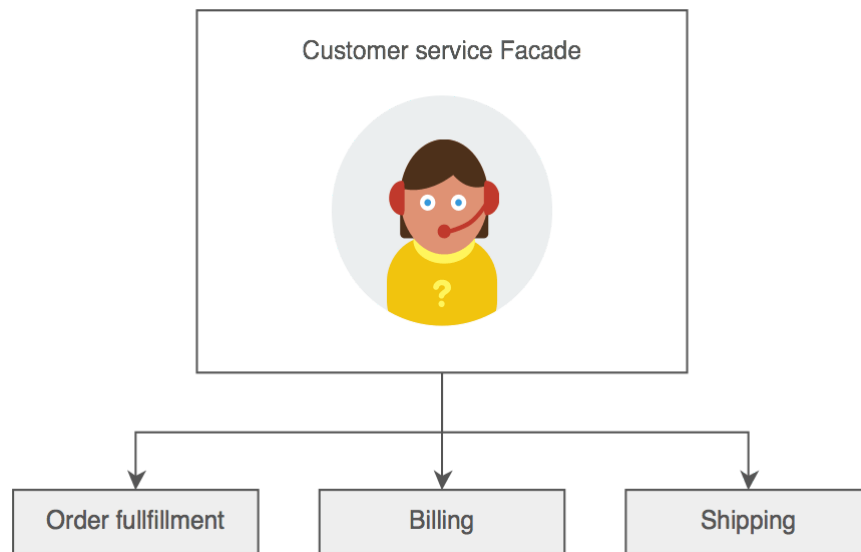 Customer service Facade
?
Order fullfillment
Billing
Shipping